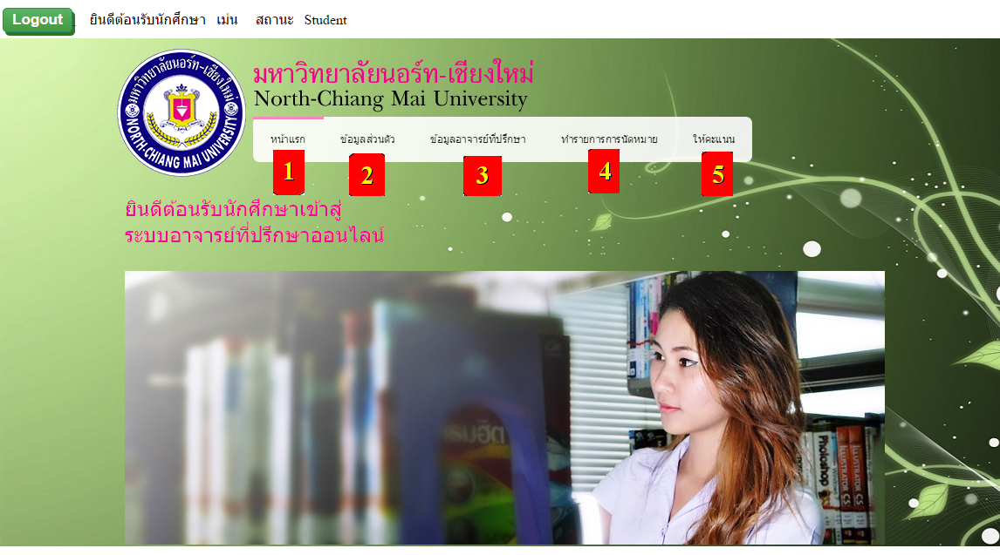 Logout ยินดีต้อนรับนักศึกษา เม่น สถานะ Student
มหาวิทยาลัยนอร์ท-เชียงใหม่
NORTH-CHIANG MAI UNIVERSITY
มหาวิทยาลัยนอร์ท-เชียงใหม่
North-Chiang Mai University
หน้าแรก ข้อมูลส่วนตัว ข้อมูลอาจารย์ที่ปรึกษา ทำรายการการนัดหมาย ให้คะแนน
1 2 3 4 5
ยินดีต้อนรับนักศึกษาเข้าสู่
ระบบอาจารย์ที่ปรึกษาออนไลน์
Photoshop
ILLUSTRATOR CS
ILLUSTRATOR CS